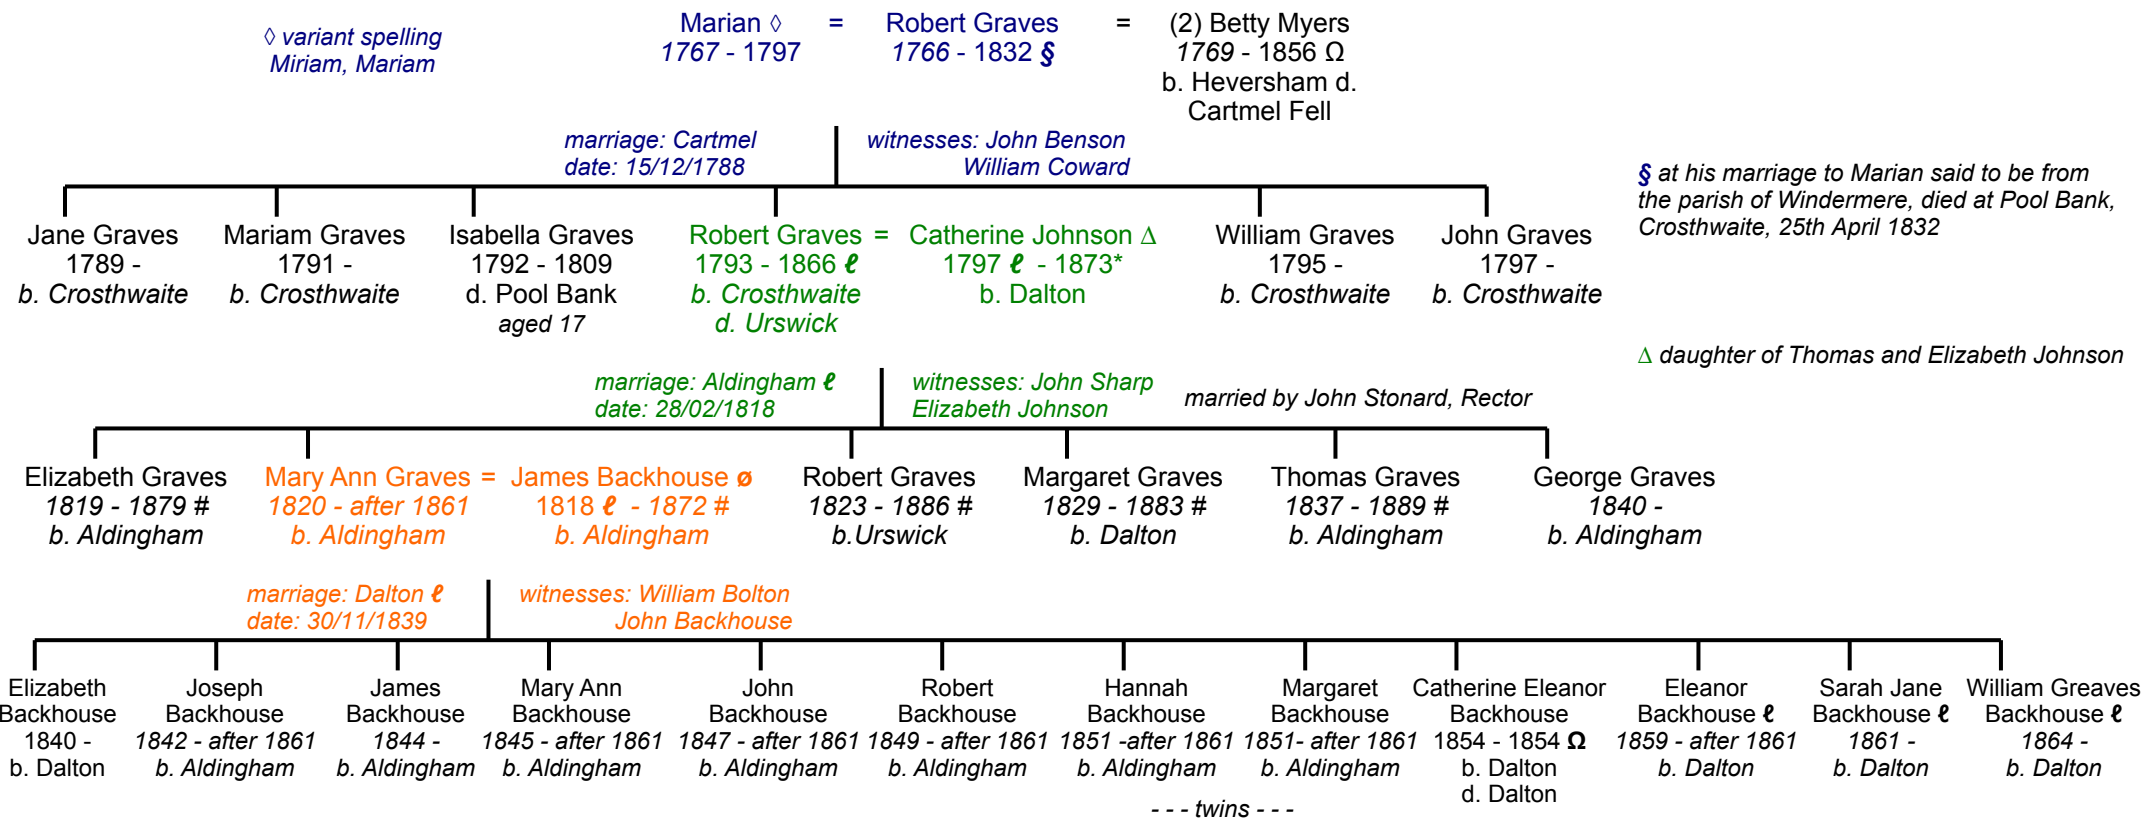 ◊ variant spelling
Miriam, Mariam
Marian ◊ = Robert Graves = (2) Betty Myers
1767 - 1797 1766 - 1832 § 1769 - 1856 Ω
b. Heversham d.
Cartmel Fell
marriage: Cartmel witnesses: John Benson
date: 15/12/1788 William Coward
§ at his marriage to Marian said to be from
the parish of Windermere, died at Pool Bank,
Crosthwaite, 25th April 1832
Jane Graves Mariam Graves Isabella Graves Robert Graves = Catherine Johnson Δ William Graves John Graves
1789 - 1791 - 1792 - 1809 1793 - 1866 ℓ 1797 ℓ - 1873* 1795 - 1797 -
b. Crosthwaite b. Crosthwaite d. Pool Bank b. Crosthwaite b. Dalton b. Crosthwaite b. Crosthwaite
aged 17 d. Urswick
Δ daughter of Thomas and Elizabeth Johnson
marriage: Aldingham ℓ witnesses: John Sharp
date: 28/02/1818 Elizabeth Johnson married by John Stonard, Rector
Elizabeth Graves Mary Ann Graves = James Backhouse ø Robert Graves Margaret Graves Thomas Graves George Graves
1819 - 1879 # 1820 - after 1861 1818 ℓ - 1872 # 1823 - 1886 # 1829 - 1883 # 1837 - 1889 # 1840 -
b. Aldingham b. Aldingham b. Aldingham b.Urswick b. Dalton b. Aldingham b. Aldingham
marriage: Dalton ℓ witnesses: William Bolton
date: 30/11/1839 John Backhouse
Elizabeth Joseph James Mary Ann John Robert Hannah Margaret Catherine Eleanor Eleanor Sarah Jane William Greaves
Backhouse Backhouse Backhouse Backhouse Backhouse Backhouse Backhouse Backhouse Backhouse Backhouse ℓ Backhouse ℓ Backhouse ℓ
1840 - 1842 - after 1861 1844 - 1845 - after 1861 1847 - after 1861 1849 - after 1861 1851 -after 1861 1851- after 1861 1854 - 1854 Ω 1859 - after 1861 1861 - 1864 -
b. Dalton b. Aldingham b. Aldingham b. Aldingham b. Aldingham b. Aldingham b. Aldingham b. Aldingham b. Dalton b. Dalton b. Dalton b. Dalton
d. Dalton
- - - twins - - -